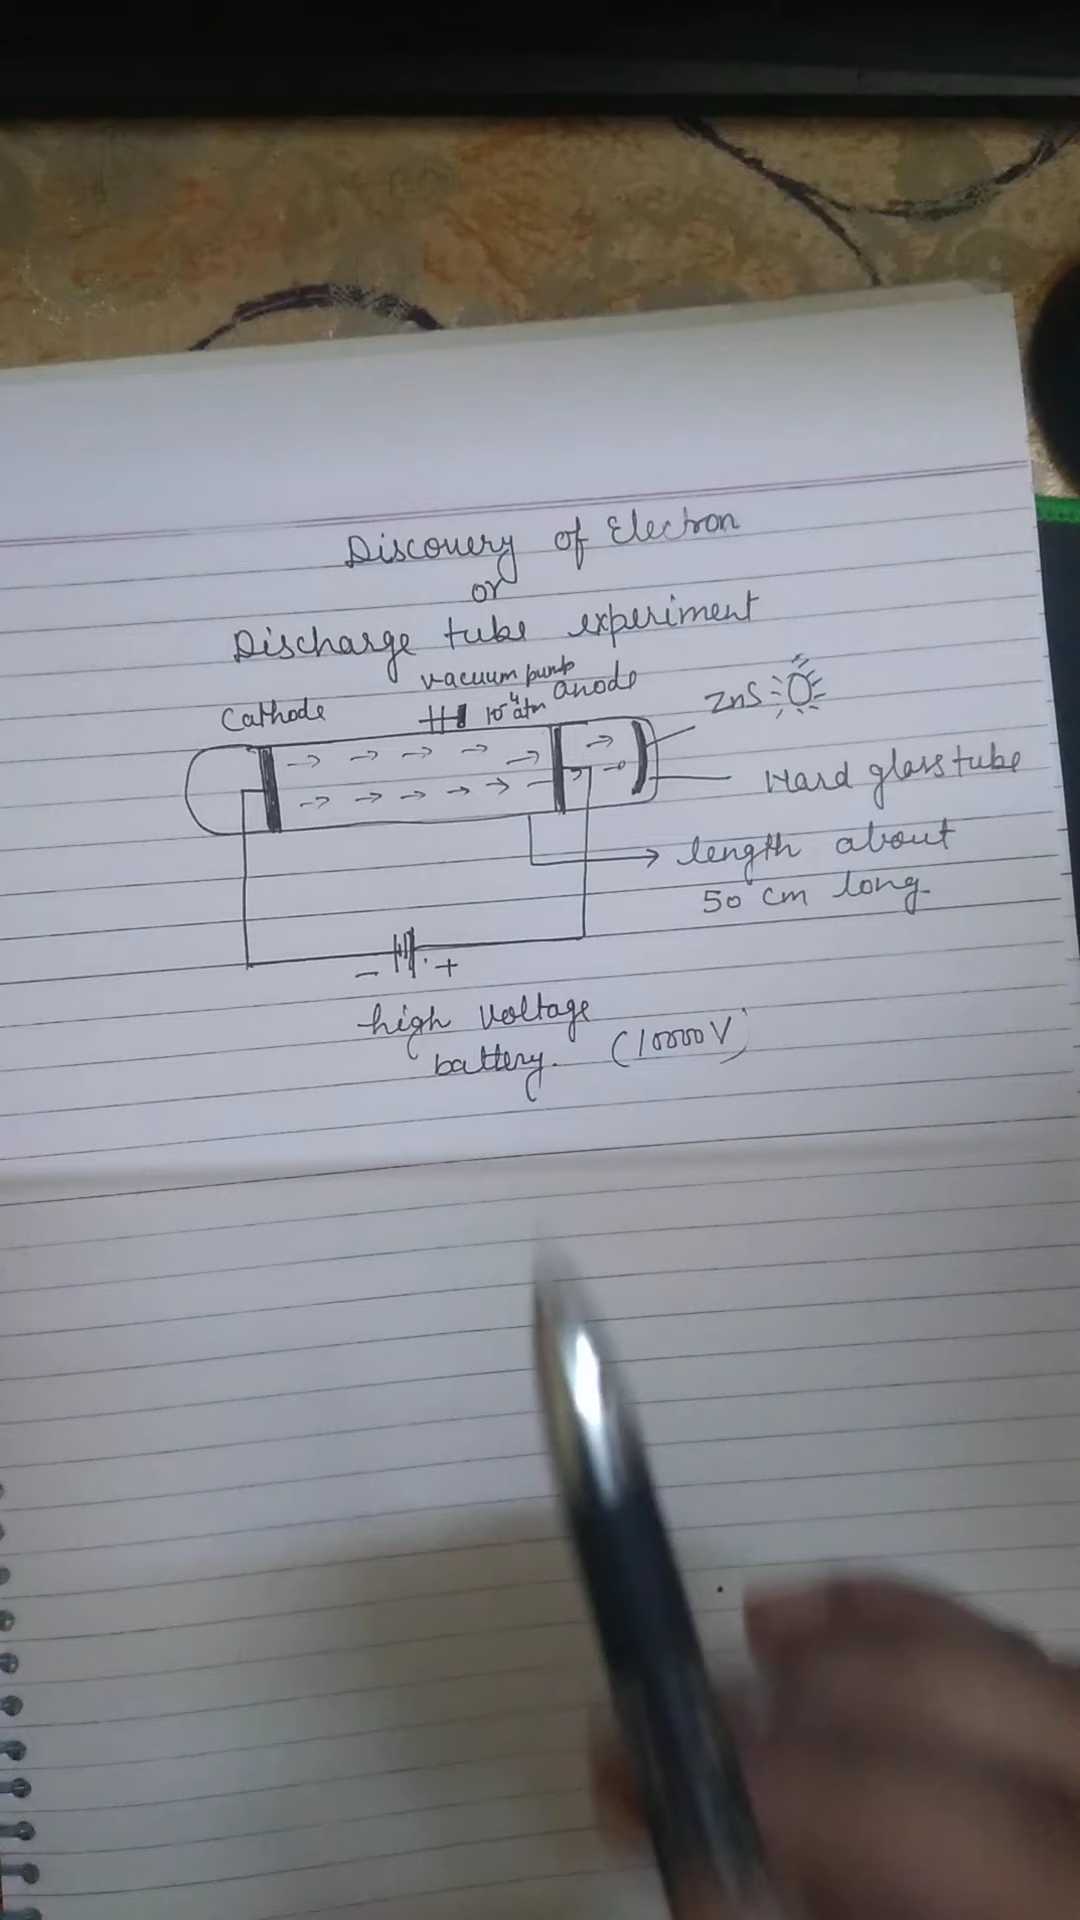 Discovery of Electron
or
Discharge tube experiment
vacuum pump
Cathode
10⁻⁴ atm
anode
ZnS
Hard glass tube
length about
50 cm long
- +
high voltage
battery. (10000V)